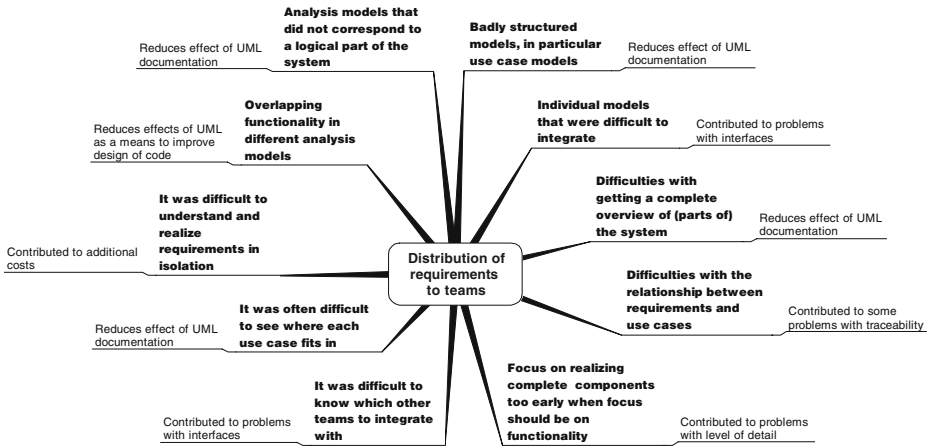 Analysis models that
did not correspond to
a logical part of the
system
Reduces effect of UML
documentation
Badly structured
models, in particular
use case models
Reduces effect of UML
documentation
Overlapping
functionality in
different analysis
models
Reduces effects of UML
as a means to improve
design of code
Individual models
that were difficult to
integrate
Contributed to problems
with interfaces
It was difficult to
understand and
realize
requirements in
isolation
Contributed to additional
costs
Difficulties with
getting a complete
overview of (parts of)
the system
Reduces effect of UML
documentation
Distribution of
requirements
to teams
Difficulties with the
relationship between
requirements and
use cases
Contributed to some
problems with traceability
It was often difficult
to see where each
use case fits in
Reduces effect of UML
documentation
It was difficult to
know which other
teams to integrate
with
Contributed to problems
with interfaces
Focus on realizing
complete components
too early when focus
should be on
functionality
Contributed to problems
with level of detail